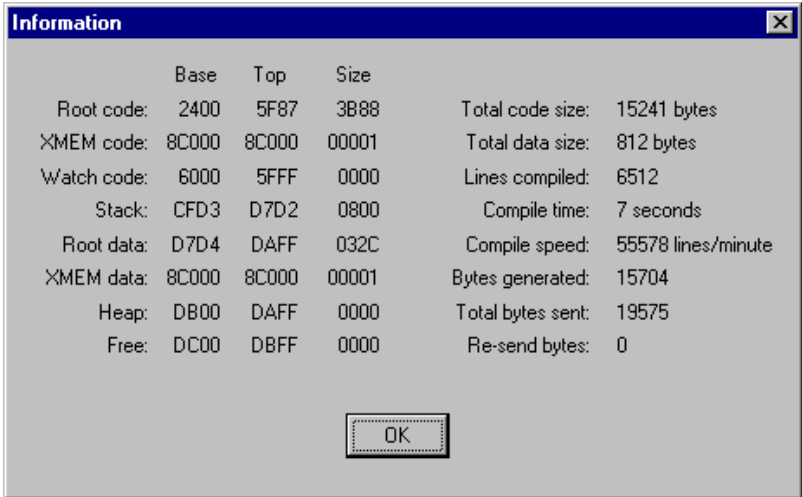 Information
Base Top Size
Root code: 2400 5F87 3B88 Total code size: 15241 bytes
XMEM code: 8C000 8C000 00001 Total data size: 812 bytes
Watch code: 6000 5FFF 0000 Lines compiled: 6512
Stack: CFD3 D7D2 0800 Compile time: 7 seconds
Root data: D7D4 DAFF 032C Compile speed: 55578 lines/minute
XMEM data: 8C000 8C000 00001 Bytes generated: 15704
Heap: DB00 DAFF 0000 Total bytes sent: 19575
Free: DC00 DBFF 0000 Re-send bytes: 0
OK